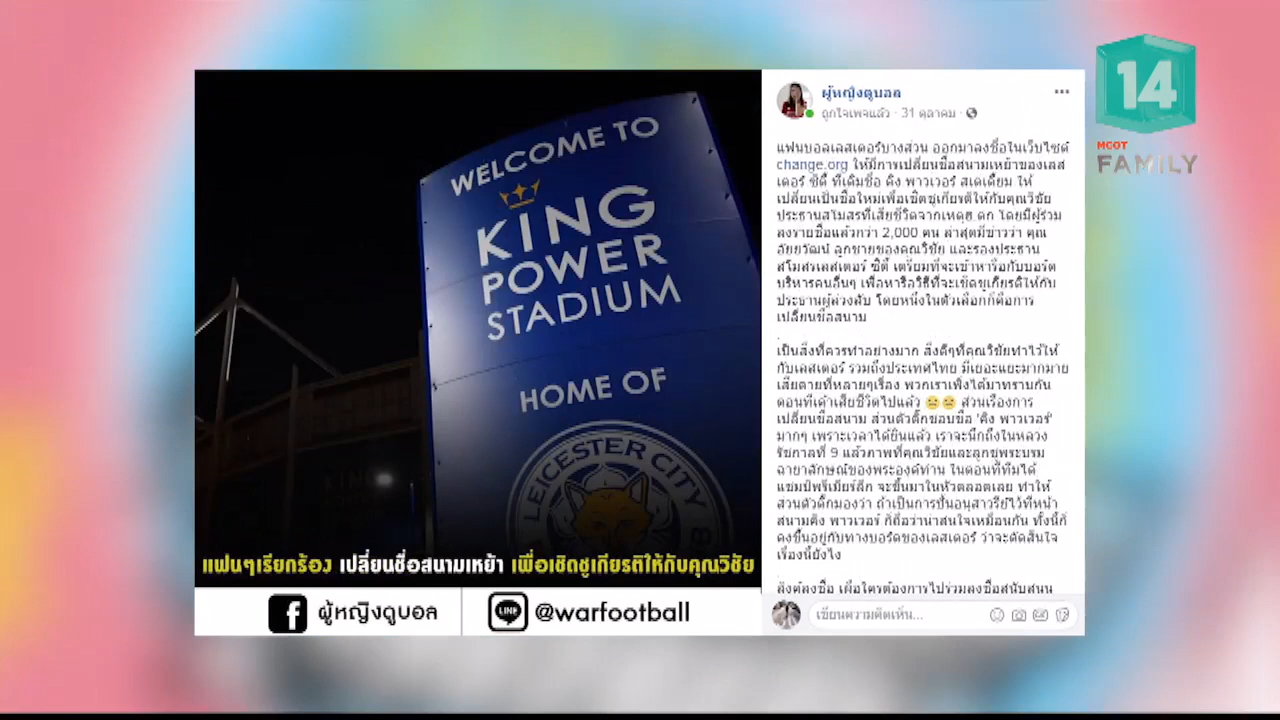 WELCOME TO
KING
POWER
STADIUM
HOME OF
LEICESTER CITY
แฟนๆเรียกร้อง เปลี่ยนชื่อสนามเหย้า เพื่อเชิดชูเกียรติให้กับคุณวิชัย
f ผู้หญิงดูบอล
LINE @warfootball
ผู้หญิงดูบอล
ถูกใจเพจแล้ว · 31 ตุลาคม ·
แฟนบอลเลสเตอร์บางส่วน ออกมาลงชื่อในเว็บไซต์
change.org ให้มีการเปลี่ยนชื่อสนามเหย้าของเลส
เตอร์ ซิตี้ ที่เดิมชื่อ คิง พาวเวอร์ สเตเดี้ยม ให้
เปลี่ยนเป็นชื่อใหม่เพื่อเชิดชูเกียรติให้กับคุณวิชัย
ประธานสโมสรที่เสียชีวิตจากเหตุฮ ตก โดยมีผู้ร่วม
ลงรายชื่อแล้วกว่า 2,000 คน ล่าสุดมีข่าวว่า คุณ
อัยยวัฒน์ ลูกชายของคุณวิชัย และรองประธาน
สโมสรเลสเตอร์ ซิตี้ เตรียมที่จะเข้าหารือกับบอร์ด
บริหารคนอื่นๆ เพื่อหารือวิธีที่จะเชิดชูเกียรติให้กับ
ประธานผู้ล่วงลับ โดยหนึ่งในตัวเลือกก็คือการ
เปลี่ยนชื่อสนาม
เป็นสิ่งที่ควรทำอย่างมาก สิ่งดีๆที่คุณวิชัยทำไว้ให้
กับเลสเตอร์ รวมถึงประเทศไทย มีเยอะแยะมากมาย
เสียดายที่หลายๆเรื่อง พวกเราเพิ่งได้มาทราบกัน
ตอนที่เค้าเสียชีวิตไปแล้ว ส่วนเรื่องการ
เปลี่ยนชื่อสนาม ส่วนตัวติ๊กชอบชื่อ 'คิง พาวเวอร์'
มากๆ เพราะเวลาได้ยินแล้ว เราจะนึกถึงในหลวง
รัชกาลที่ 9 แล้วภาพที่คุณวิชัยและลูกชูพระบรม
ฉายาลักษณ์ของพระองค์ท่าน ในตอนที่ทีมได้
แชมป์พรีเมียร์ลีก จะขึ้นมาในหัวตลอดเลย ทำให้
ส่วนตัวติ๊กมองว่า ถ้าเป็นการปั้นอนุสาวรีย์ไว้ที่หน้า
สนามคิง พาวเวอร์ ก็ถือว่าน่าสนใจเหมือนกัน ทั้งนี้ก็
คงขึ้นอยู่กับทางบอร์ดของเลสเตอร์ ว่าจะตัดสินใจ
เรื่องนี้ยังไง
ลิงค์ลงชื่อ เผื่อใครต้องการไปร่วมลงชื่อสนับสนุน
เขียนความคิดเห็น...
14
MCOT
FAMILY